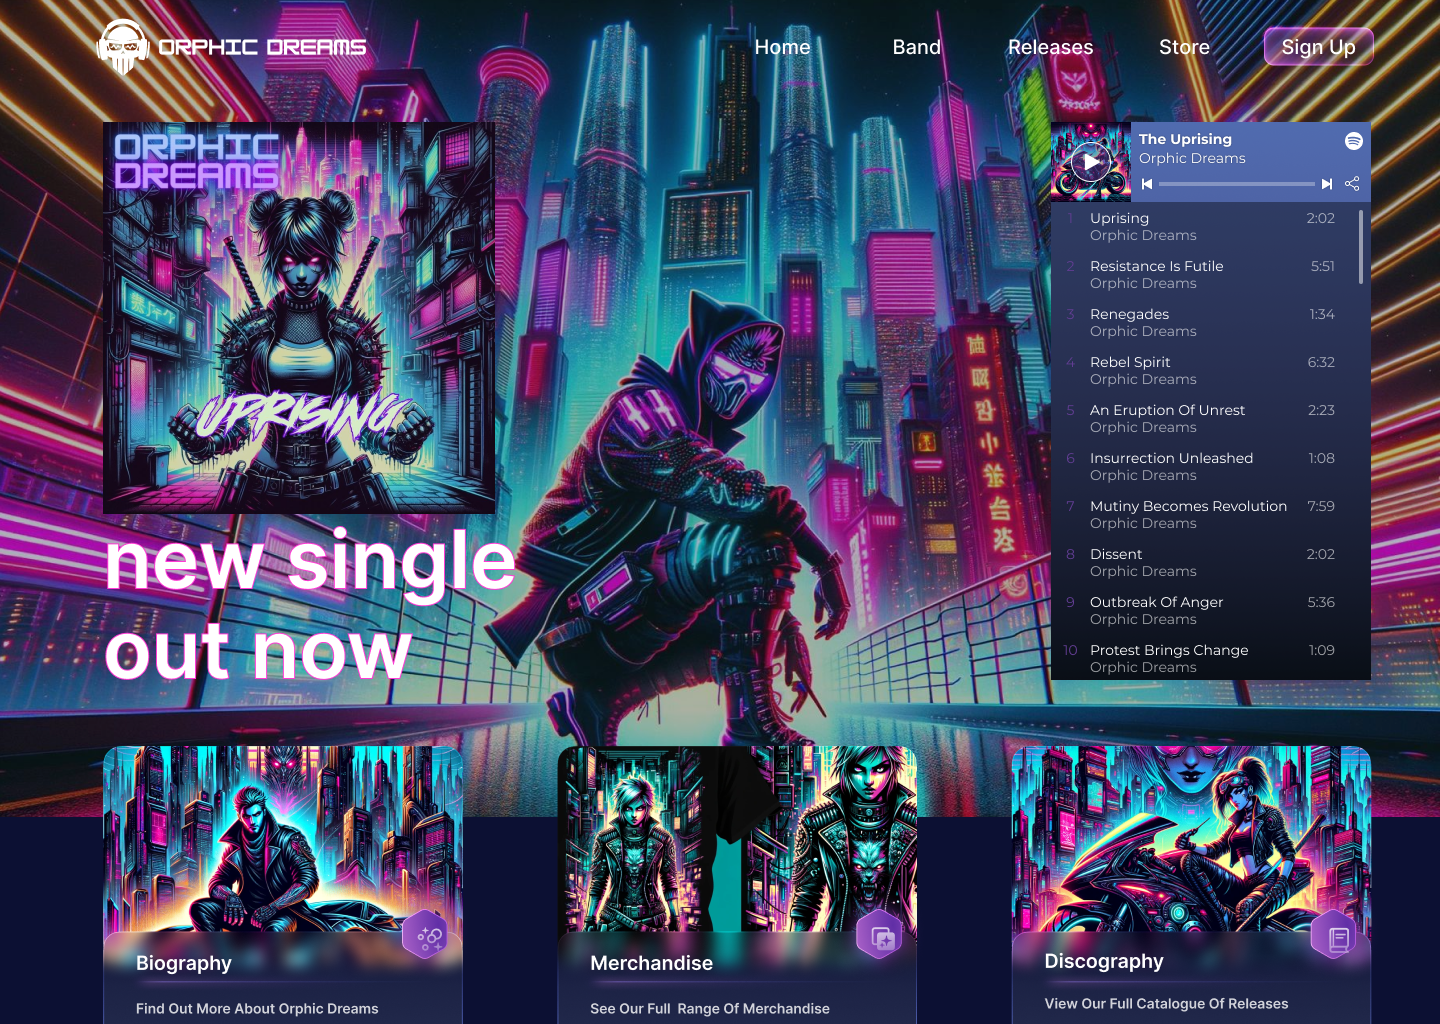 ORPHIC DREAMS
Home
Band
Releases
Store
Sign Up
ORPHIC
DREAMS
UPRISING
new single
out now
The Uprising
Orphic Dreams
1 Uprising 2:02
Orphic Dreams
2 Resistance Is Futile 5:51
Orphic Dreams
3 Renegades 1:34
Orphic Dreams
4 Rebel Spirit 6:32
Orphic Dreams
5 An Eruption Of Unrest 2:23
Orphic Dreams
6 Insurrection Unleashed 1:08
Orphic Dreams
7 Mutiny Becomes Revolution 7:59
Orphic Dreams
8 Dissent 2:02
Orphic Dreams
9 Outbreak Of Anger 5:36
Orphic Dreams
10 Protest Brings Change 1:09
Orphic Dreams
Biography
Find Out More About Orphic Dreams
Merchandise
See Our Full  Range Of Merchandise
Discography
View Our Full Catalogue Of Releases